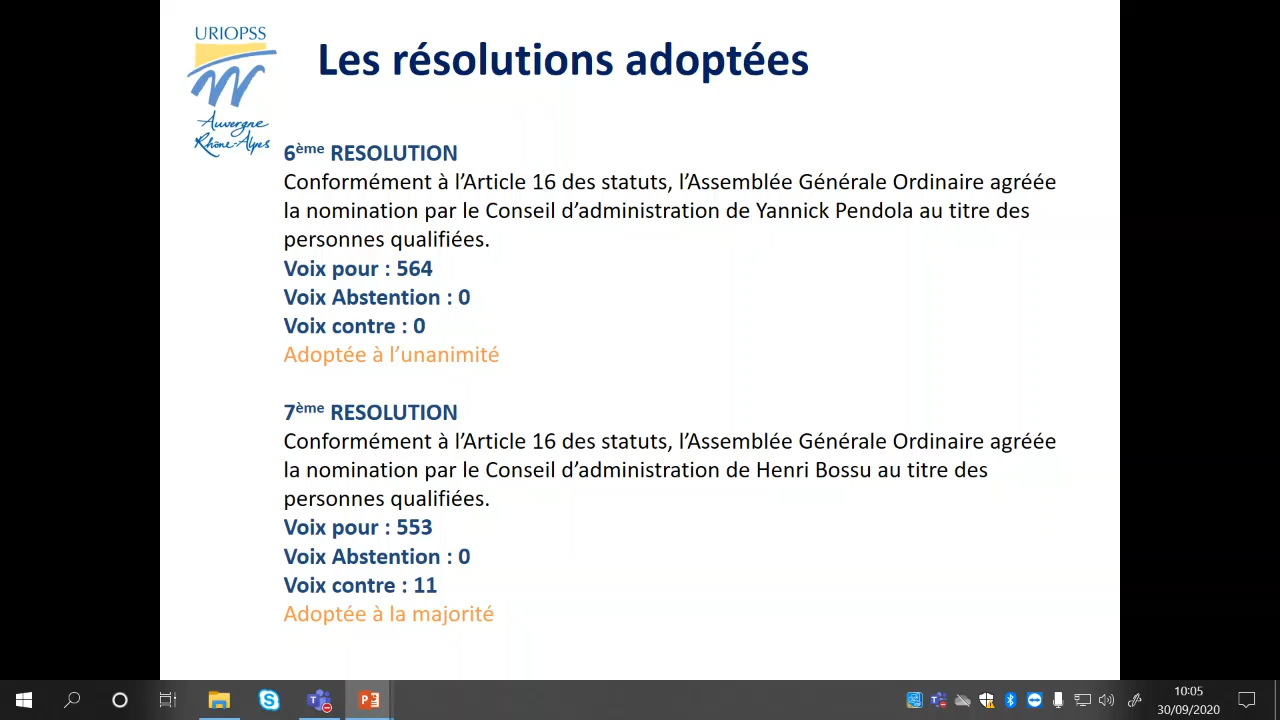 URIOPSS
Auvergne
Rhône-Alpes
Les résolutions adoptées
6ème RESOLUTION
Conformément à l’Article 16 des statuts, l’Assemblée Générale Ordinaire agréée
la nomination par le Conseil d’administration de Yannick Pendola au titre des
personnes qualifiées.
Voix pour : 564
Voix Abstention : 0
Voix contre : 0
Adoptée à l’unanimité
7ème RESOLUTION
Conformément à l’Article 16 des statuts, l’Assemblée Générale Ordinaire agréée
la nomination par le Conseil d’administration de Henri Bossu au titre des
personnes qualifiées.
Voix pour : 553
Voix Abstention : 0
Voix contre : 11
Adoptée à la majorité
10:05
30/09/2020